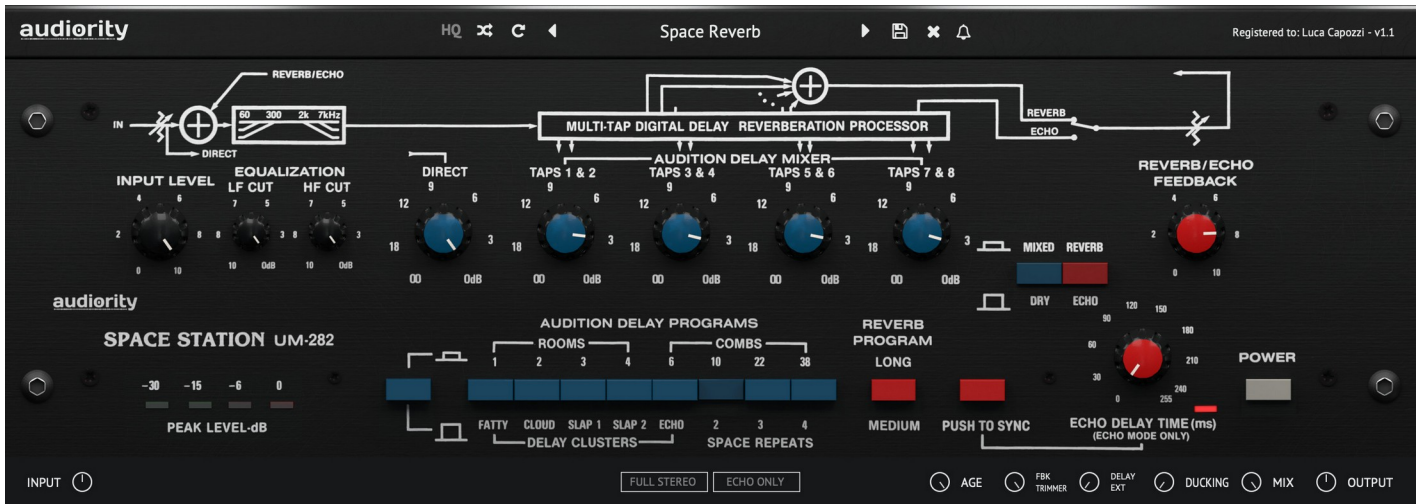 audiority
HQ
Space Reverb
Registered to: Luca Capozzi - v1.1
REVERB/ECHO
60 300 2k 7kHz
IN
DIRECT
MULTI-TAP DIGITAL DELAY REVERBERATION PROCESSOR
REVERB
ECHO
AUDITION DELAY MIXER
INPUT LEVEL
0 2 4 6 8 10
EQUALIZATION
LF CUT
10 8 7 5 3 0dB
HF CUT
10 8 7 5 3 0dB
DIRECT
00 18 12 9 6 3 0dB
TAPS 1 & 2
00 18 12 9 6 3 0dB
TAPS 3 & 4
00 18 12 9 6 3 0dB
TAPS 5 & 6
00 18 12 9 6 3 0dB
TAPS 7 & 8
00 18 12 9 6 3 0dB
REVERB/ECHO
FEEDBACK
0 2 4 6 8 10
MIXED REVERB
DRY ECHO
audiority
SPACE STATION UM-282
-30 -15 -6 0
PEAK LEVEL-dB
AUDITION DELAY PROGRAMS
ROOMS COMBS
1 2 3 4 6 10 22 38
FATTY CLOUD SLAP 1 SLAP 2 ECHO 2 3 4
DELAY CLUSTERS SPACE REPEATS
REVERB
PROGRAM
LONG
MEDIUM
PUSH TO SYNC
0 30 60 90 120 150 180 210 240 255
ECHO DELAY TIME (ms)
(ECHO MODE ONLY)
POWER
INPUT
FULL STEREO
ECHO ONLY
AGE
FBK
TRIMMER
DELAY
EXT
DUCKING
MIX
OUTPUT